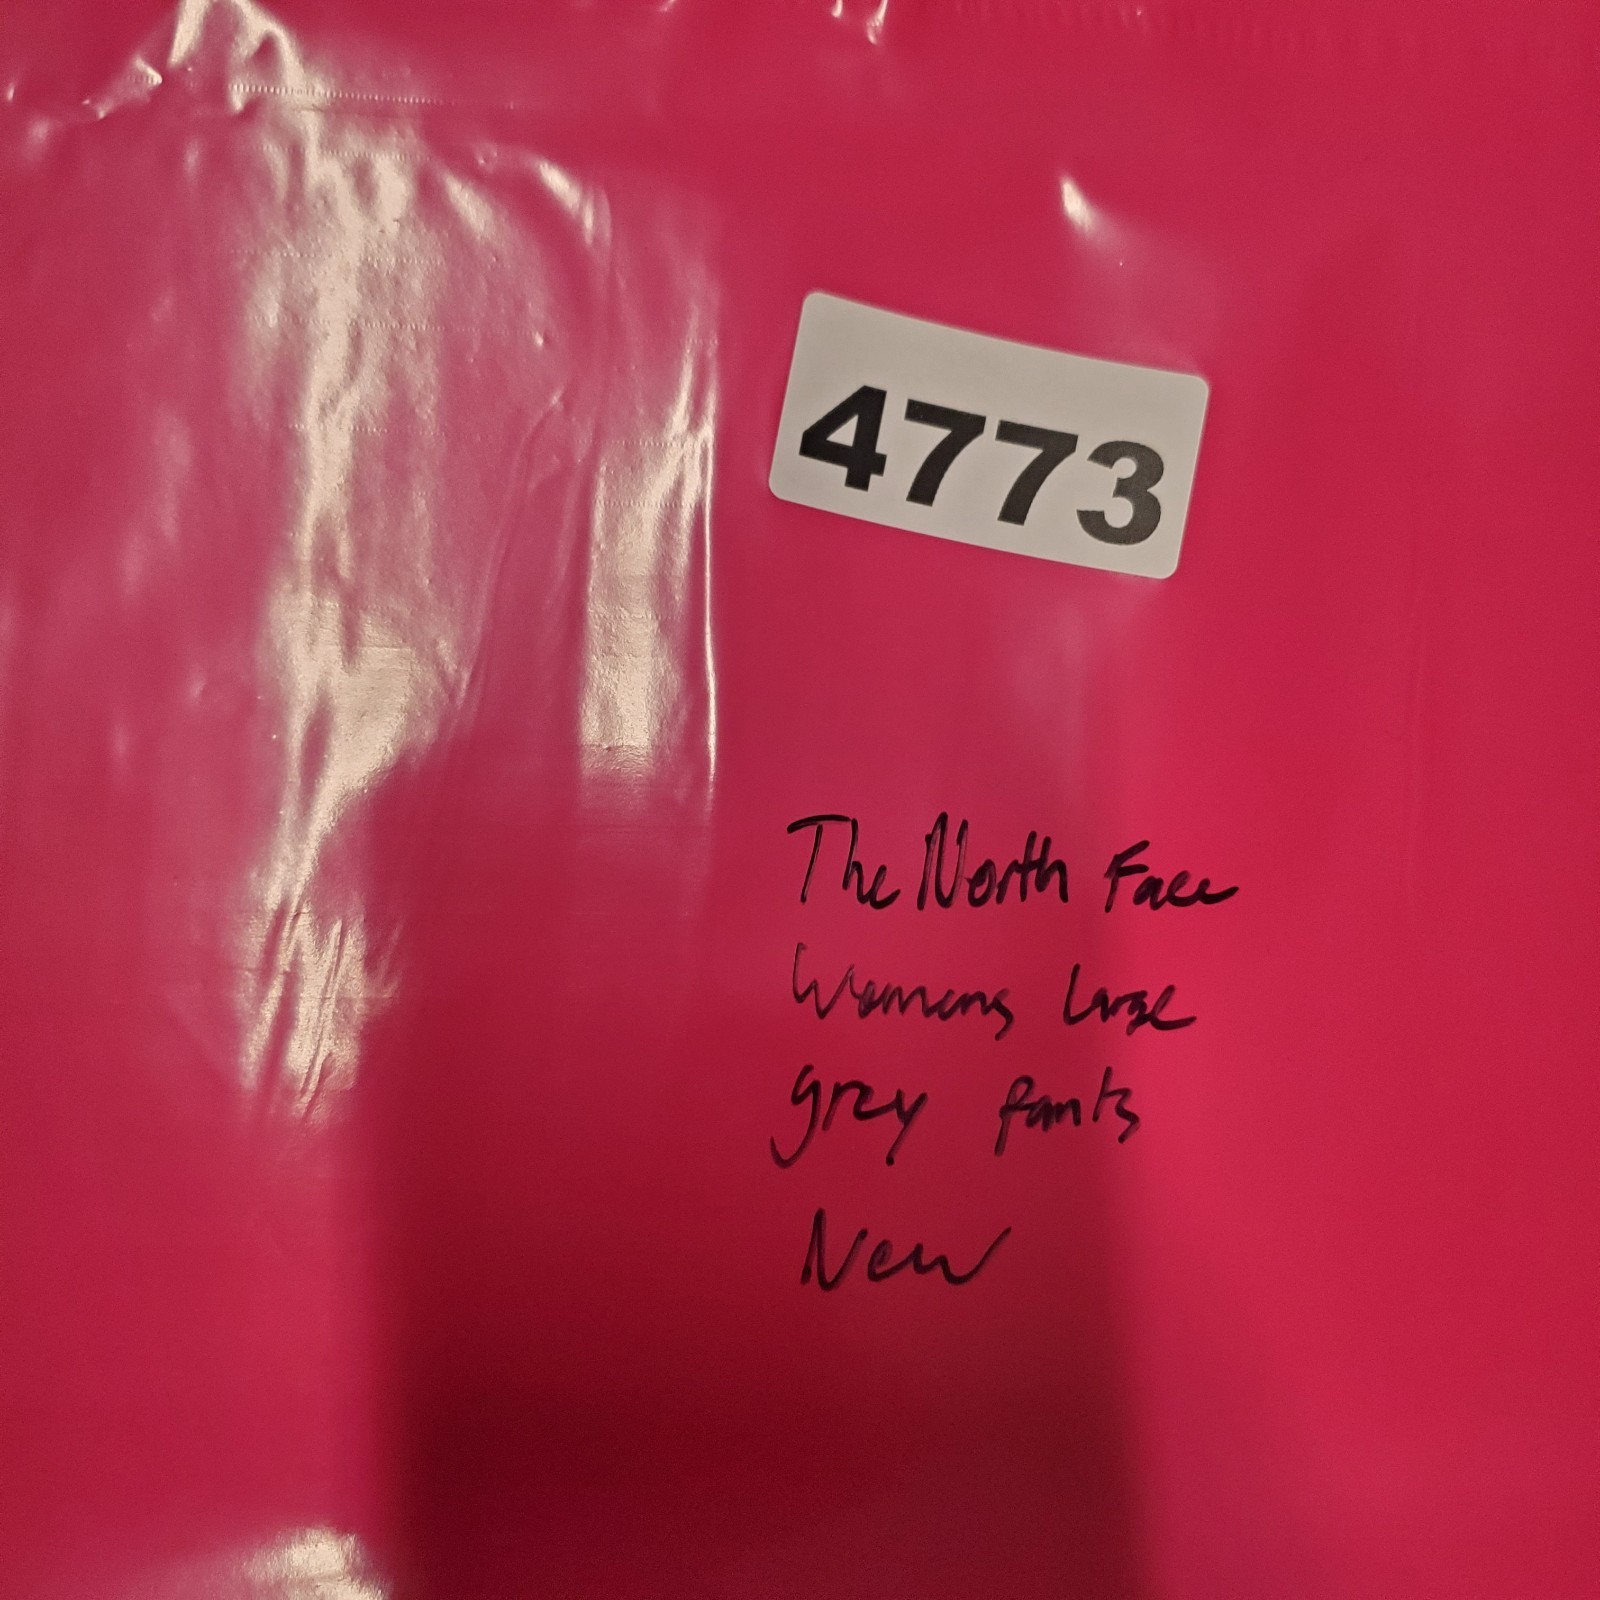 4773
The North Face
Womens Large
grey pants
New